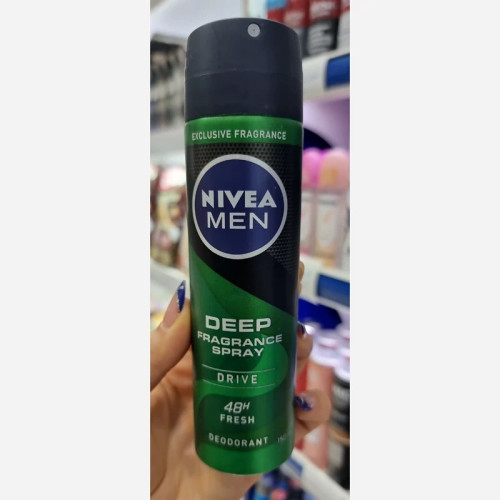 EXCLUSIVE FRAGRANCE
NIVEA
MEN
DEEP
FRAGRANCE
SPRAY
DRIVE
48H
FRESH
DEODORANT